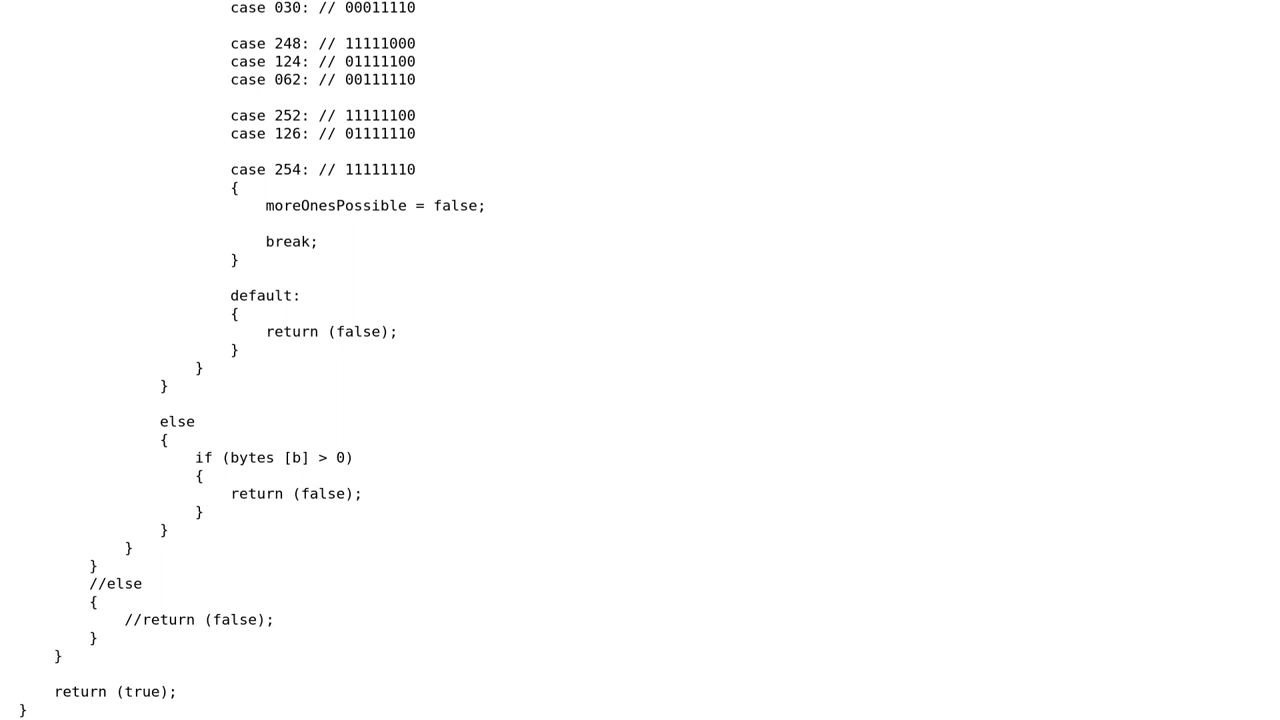 case 030: // 00011110
case 248: // 11111000
case 124: // 01111100
case 062: // 00111110
case 252: // 11111100
case 126: // 01111110
case 254: // 11111110
{
moreOnesPossible = false;
break;
}
default:
{
return (false);
}
}
}
else
{
if (bytes [b] > 0)
{
return (false);
}
}
}
}
//else
{
//return (false);
}
}
return (true);
}